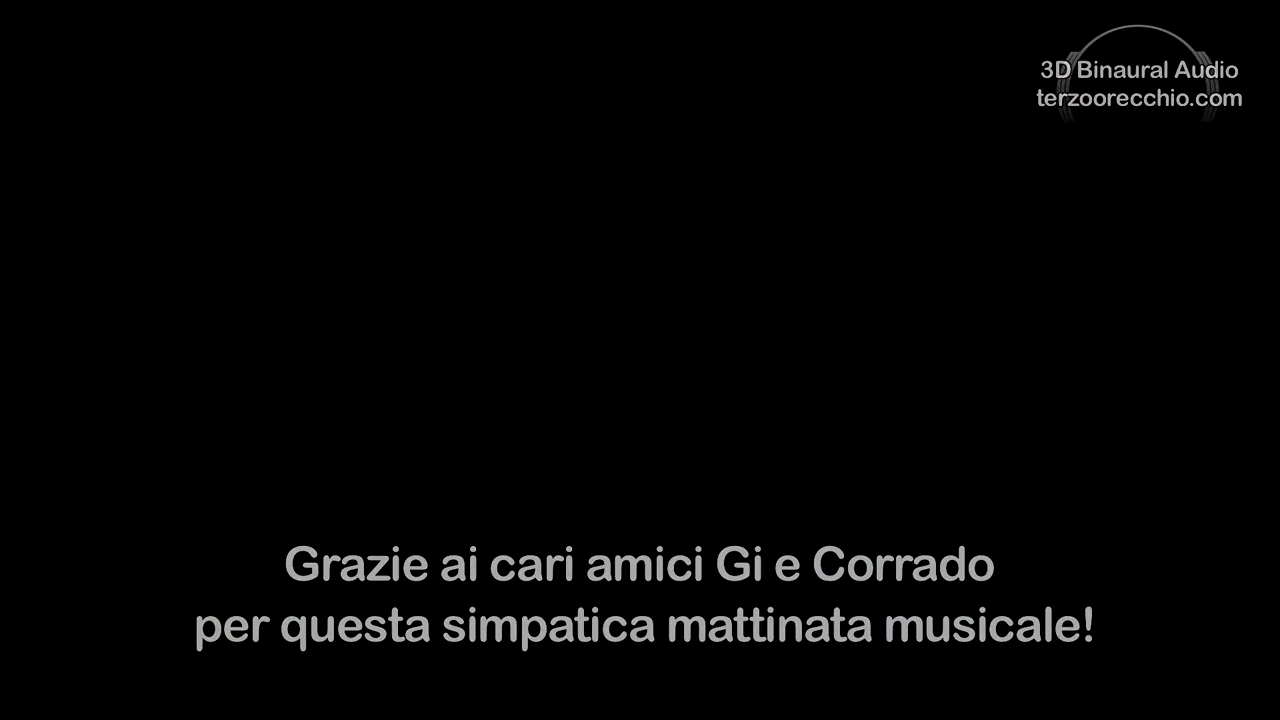 3D Binaural Audio
terzoorecchio.com
Grazie ai cari amici Gi e Corrado
per questa simpatica mattinata musicale!